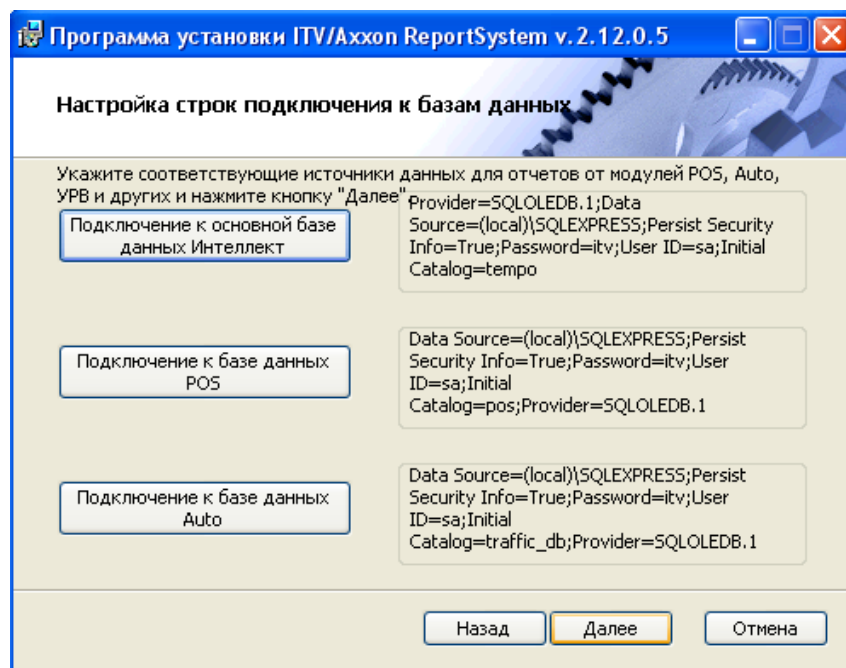 Программа установки ITV/Axxon ReportSystem v.2.12.0.5
Настройка строк подключения к базам данных
Укажите соответствующие источники данных для отчетов от модулей POS, Auto,
УРВ и других и нажмите кнопку "Далее".
Подключение к основной базе
данных Интеллект
Provider=SQLOLEDB.1;Data
Source=(local)\SQLEXPRESS;Persist Security
Info=True;Password=itv;User ID=sa;Initial
Catalog=tempo
Подключение к базе данных
POS
Data Source=(local)\SQLEXPRESS;Persist
Security Info=True;Password=itv;User
ID=sa;Initial
Catalog=pos;Provider=SQLOLEDB.1
Подключение к базе данных
Auto
Data Source=(local)\SQLEXPRESS;Persist
Security Info=True;Password=itv;User
ID=sa;Initial
Catalog=traffic_db;Provider=SQLOLEDB.1
Назад
Далее
Отмена